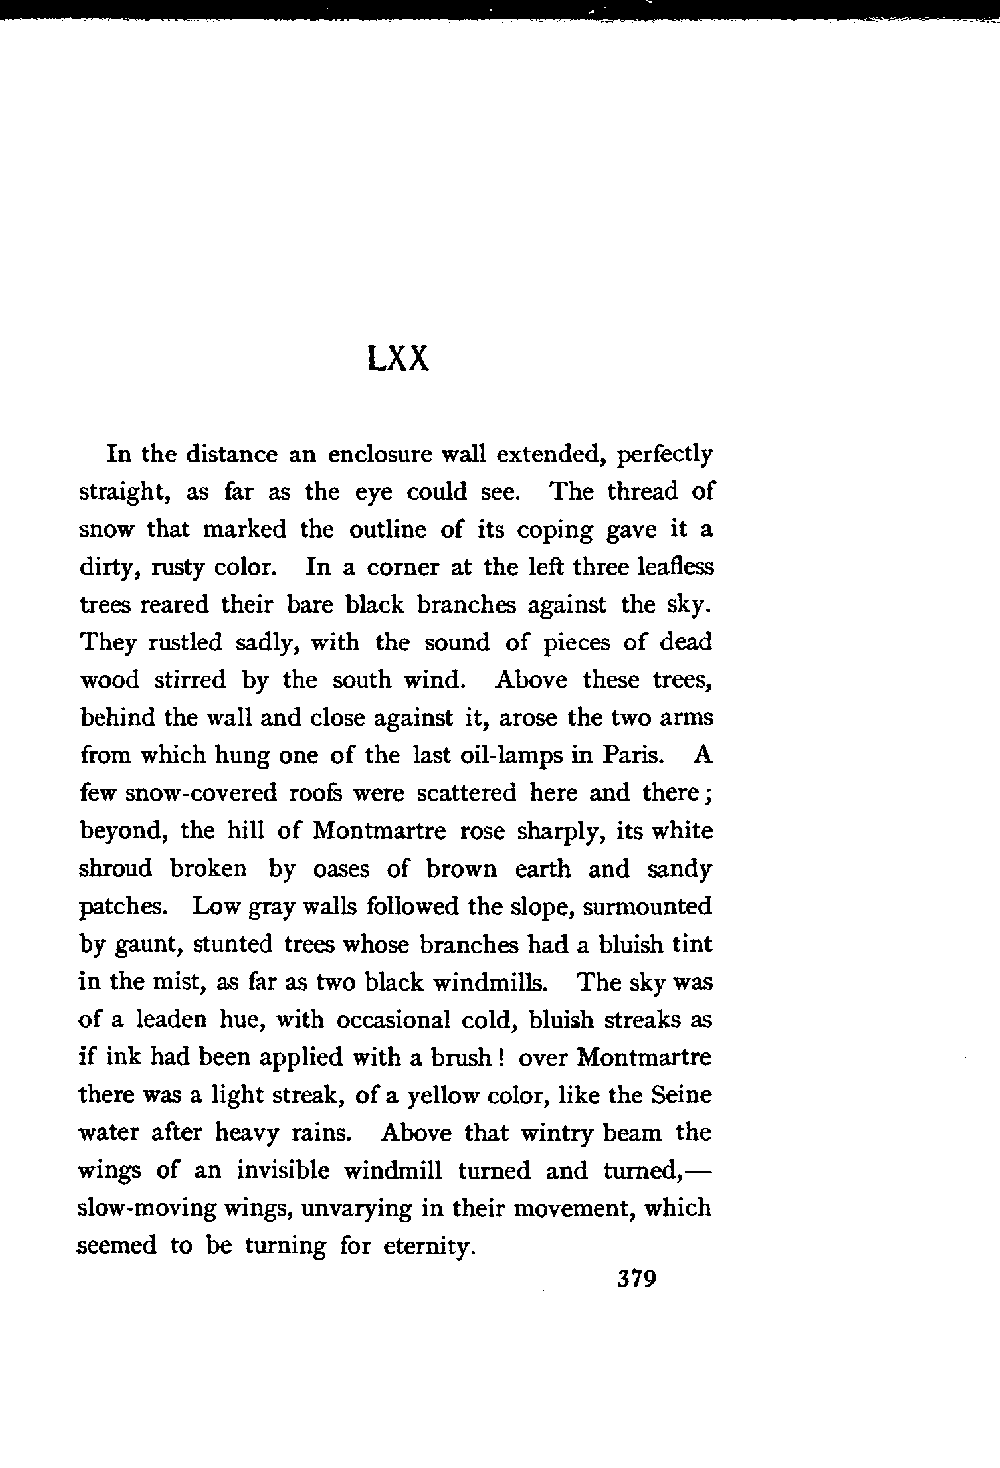 LXX
In the distance an enclosure wall extended, perfectly
straight, as far as the eye could see. The thread of
snow that marked the outline of its coping gave it a
dirty, rusty color. In a corner at the left three leafless
trees reared their bare black branches against the sky.
They rustled sadly, with the sound of pieces of dead
wood stirred by the south wind. Above these trees,
behind the wall and close against it, arose the two arms
from which hung one of the last oil-lamps in Paris. A
few snow-covered roofs were scattered here and there;
beyond, the hill of Montmartre rose sharply, its white
shroud broken by oases of brown earth and sandy
patches. Low gray walls followed the slope, surmounted
by gaunt, stunted trees whose branches had a bluish tint
in the mist, as far as two black windmills. The sky was
of a leaden hue, with occasional cold, bluish streaks as
if ink had been applied with a brush! over Montmartre
there was a light streak, of a yellow color, like the Seine
water after heavy rains. Above that wintry beam the
wings of an invisible windmill turned and turned,—
slow-moving wings, unvarying in their movement, which
seemed to be turning for eternity.
379